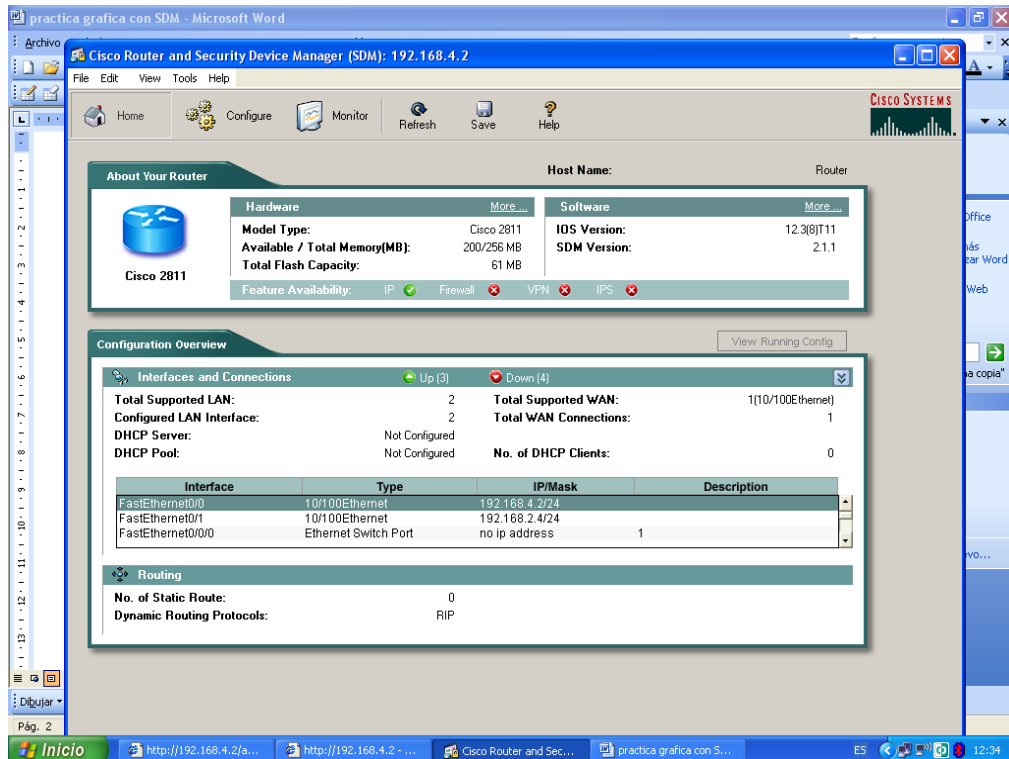 practica grafica con SDM - Microsoft Word
Archivo
Cisco Router and Security Device Manager (SDM): 192.168.4.2
File Edit View Tools Help
Home Configure Monitor Refresh Save Help
CISCO SYSTEMS
About Your Router Host Name: Router
Hardware More ... Software More ...
Model Type: Cisco 2811 IOS Version: 12.3(8)T11
Available / Total Memory(MB): 200/256 MB SDM Version: 2.1.1
Total Flash Capacity: 61 MB
Cisco 2811
Feature Availability: IP Firewall VPN IPS
Configuration Overview View Running Config
Interfaces and Connections Up (3) Down (4)
Total Supported LAN: 2 Total Supported WAN: 1(10/100Ethernet)
Configured LAN Interface: 2 Total WAN Connections: 1
DHCP Server: Not Configured
DHCP Pool: Not Configured No. of DHCP Clients: 0
Interface Type IP/Mask Description
FastEthernet0/0 10/100Ethernet 192.168.4.2/24
FastEthernet0/1 10/100Ethernet 192.168.2.4/24
FastEthernet0/0/0 Ethernet Switch Port no ip address 1
Routing
No. of Static Route: 0
Dynamic Routing Protocols: RIP
Office
más
zar Word
Web
a copia"
evo...
Dibujar
Pág. 2
Inicio http://192.168.4.2/a... http://192.168.4.2 - ... Cisco Router and Sec... practica grafica con S... ES 12:34